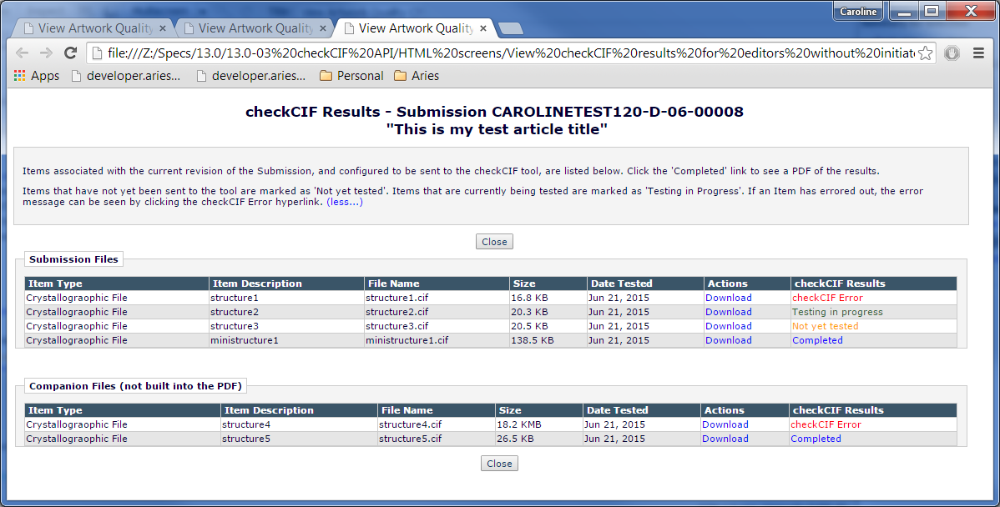 Caroline
View Artwork Quality View Artwork Quality View Artwork Quality
file:///Z:/Specs/13.0/13.0-03%20checkCIF%20API/HTML%20screens/View%20checkCIF%20results%20for%20editors%20without%20initiate
Apps developer.aries... developer.aries... Personal Aries
checkCIF Results - Submission CAROLINETEST120-D-06-00008
"This is my test article title"
Items associated with the current revision of the Submission, and configured to be sent to the checkCIF tool, are listed below. Click the 'Completed' link to see a PDF of the results.
Items that have not yet been sent to the tool are marked as 'Not yet tested'. Items that are currently being tested are marked as 'Testing in Progress'. If an Item has errored out, the error
message can be seen by clicking the checkCIF Error hyperlink. (less...)
Close
Submission Files
Item Type Item Description File Name Size Date Tested Actions checkCIF Results
Crystallograophic File structure1 structure1.cif 16.8 KB Jun 21, 2015 Download checkCIF Error
Crystallograophic File structure2 structure2.cif 20.3 KB Jun 21, 2015 Download Testing in progress
Crystallograophic File structure3 structure3.cif 20.5 KB Jun 21, 2015 Download Not yet tested
Crystallograophic File ministructure1 ministructure1.cif 138.5 KB Jun 21, 2015 Download Completed
Companion Files (not built into the PDF)
Item Type Item Description File Name Size Date Tested Actions checkCIF Results
Crystallograophic File structure4 structure4.cif 18.2 KMB Jun 21, 2015 Download checkCIF Error
Crystallograophic File structure5 structure5.cif 26.5 KB Jun 21, 2015 Download Completed
Close